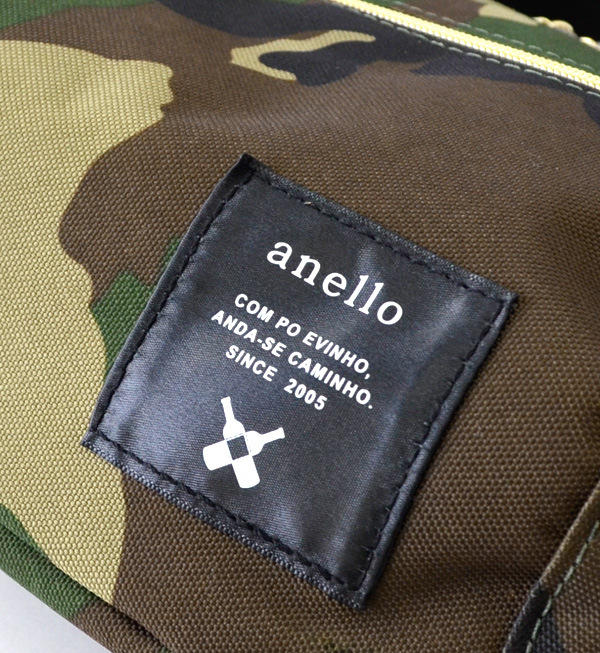 anello
COM PO EVINHO,
ANDA-SE CAMINHO.
SINCE 2005